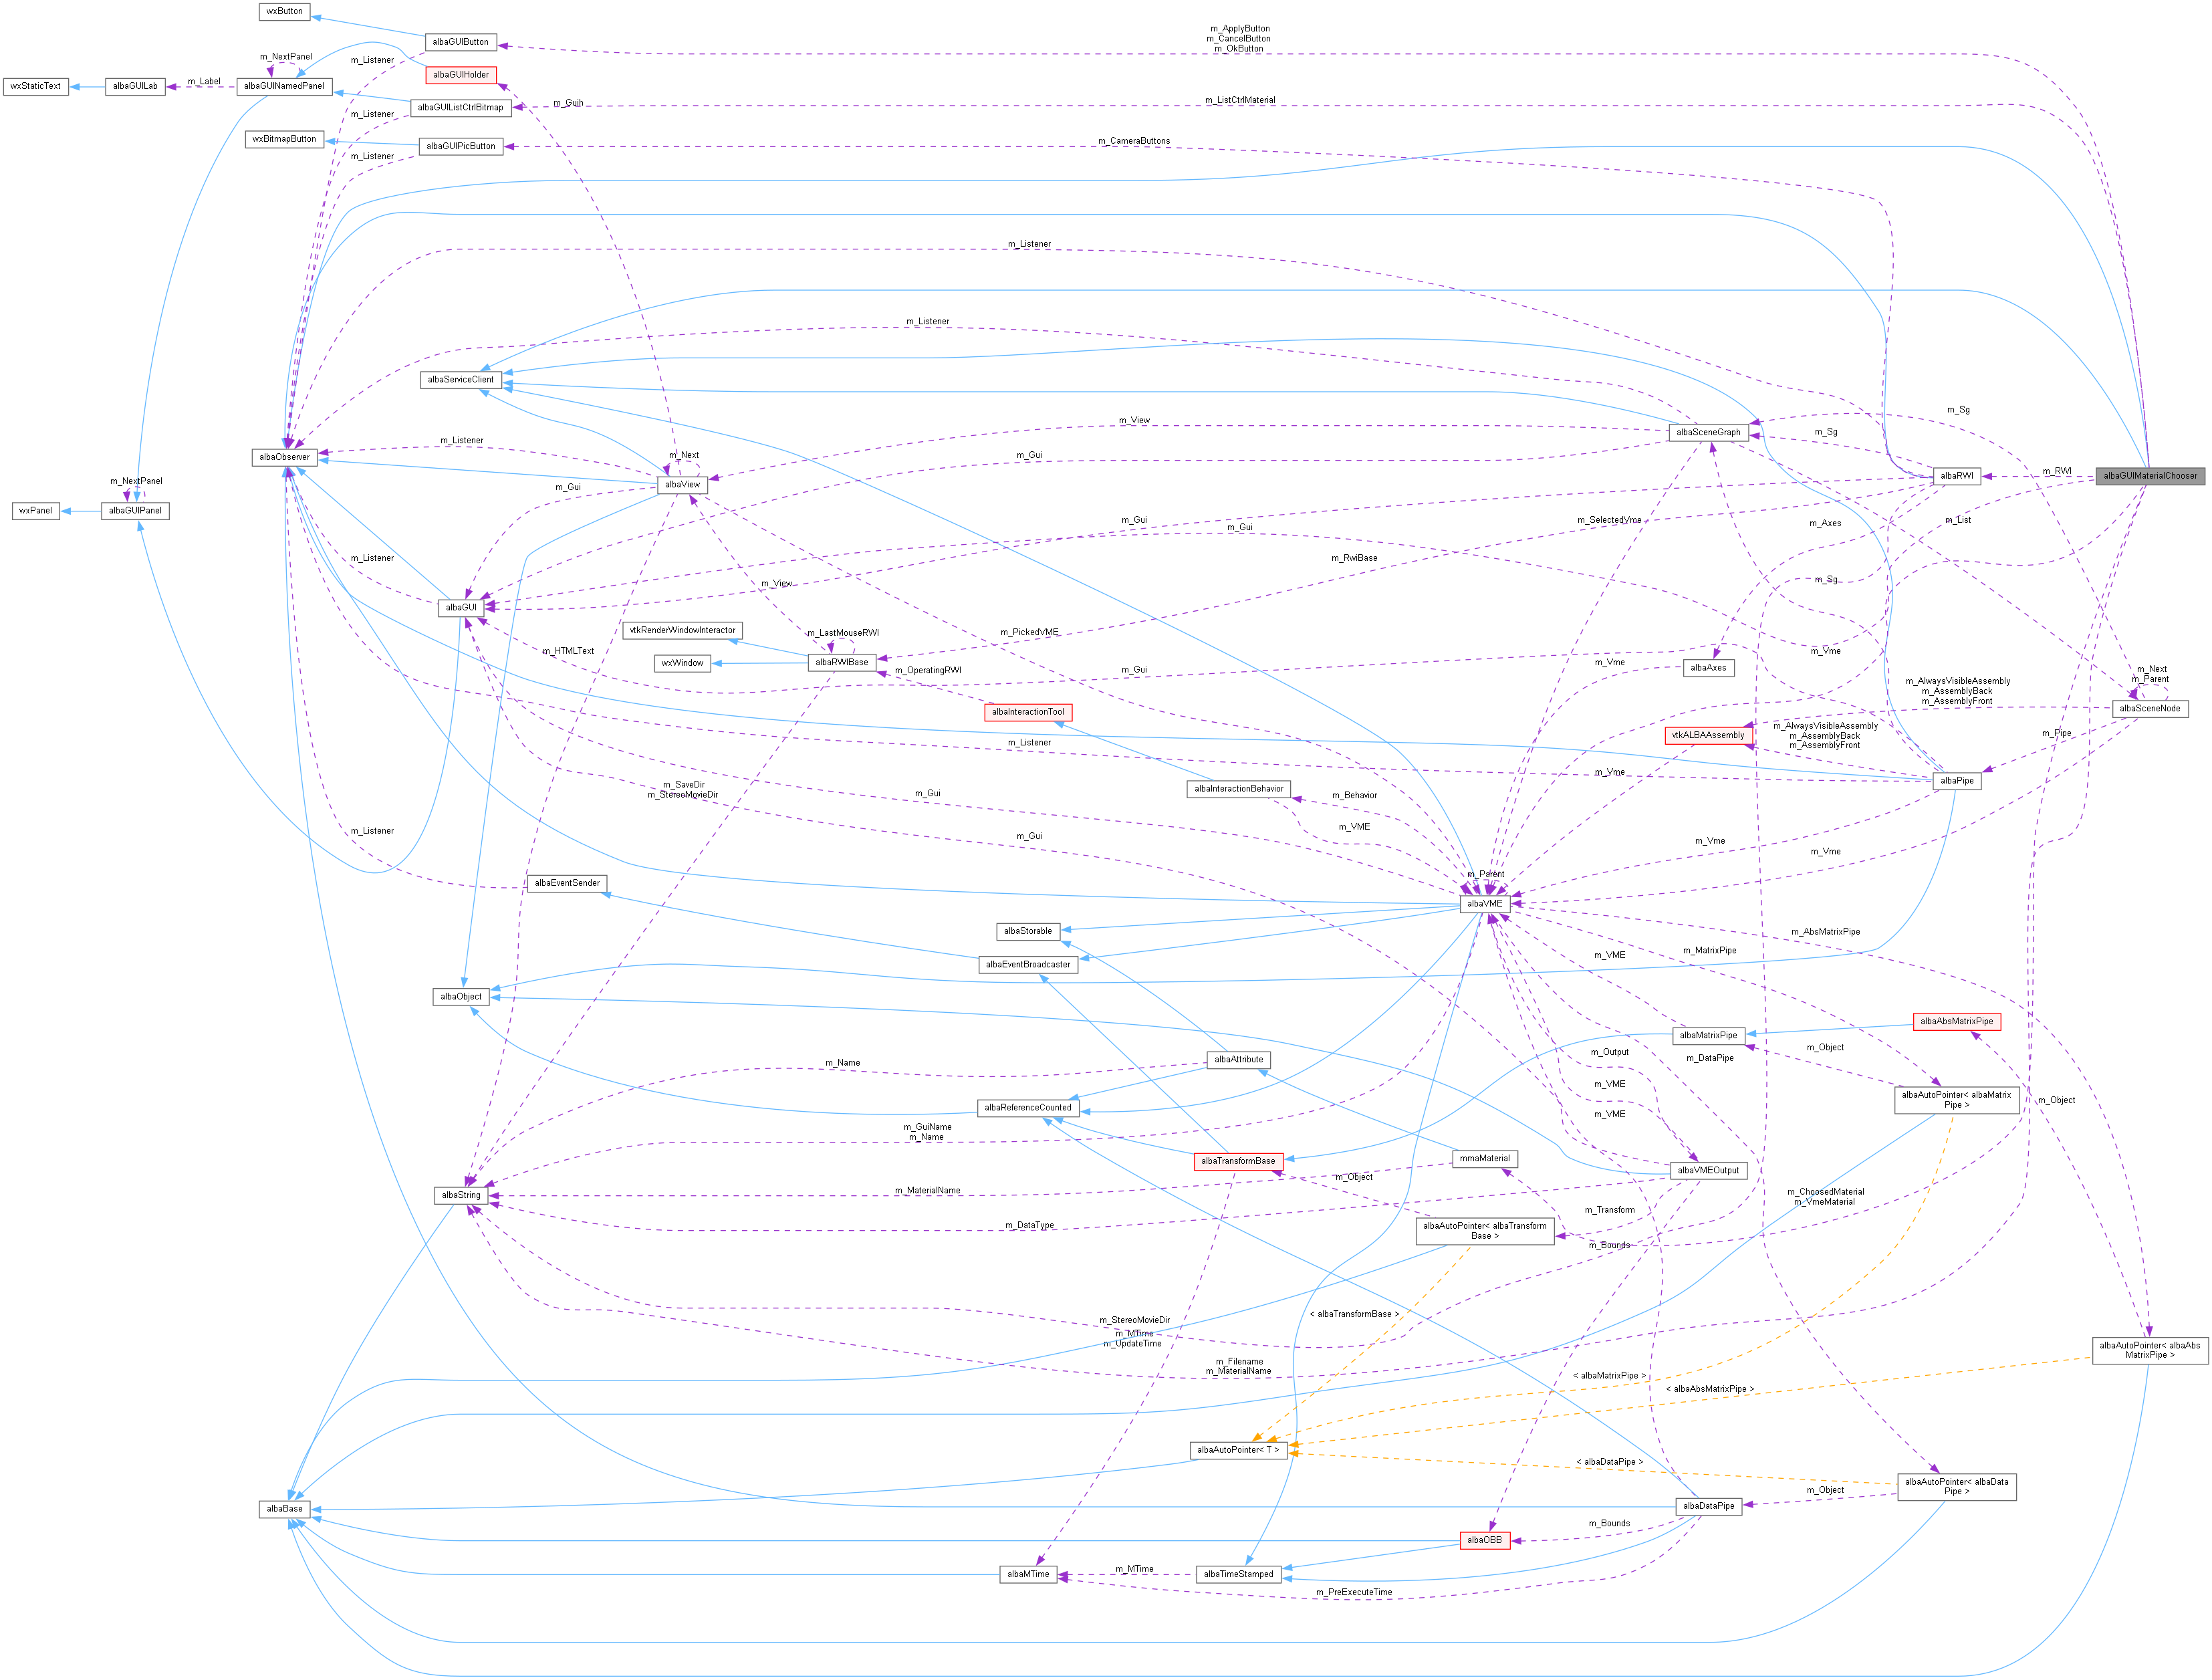 wxButton
m_ApplyButton
m_CancelButton
m_OkButton
albaGUIButton
m_NextPanel
m_Listener
albaGUIHolder
wxStaticText
albaGUILab
m_Label
albaGUINamedPanel
m_Guih
albaGUIListCtrlBitmap
m_ListCtrlMaterial
m_Listener
wxBitmapButton
albaGUIPicButton
m_CameraButtons
m_Listener
m_Listener
m_Listener
albaServiceClient
m_Sg
m_View
m_Sg
albaSceneGraph
m_Listener
albaObserver
m_Next
m_Gui
m_RWI
albaRWI
albaGUIMaterialChooser
m_NextPanel
albaView
m_Gui
wxPanel
albaGUIPanel
m_Gui
m_SelectedVme
m_Axes
m_List
m_Gui
m_Listener
m_RwiBase
m_View
m_Sg
albaGUI
vtkRenderWindowInteractor
m_LastMouseRWI
m_PickedVME
m_HTMLText
wxWindow
albaRWIBase
m_OperatingRWI
m_Gui
m_Vme
albaAxes
m_Vme
m_Next
m_Parent
m_AlwaysVisibleAssembly
m_AssemblyBack
m_AssemblyFront
albaSceneNode
albaInteractionTool
m_AlwaysVisibleAssembly
m_AssemblyBack
m_AssemblyFront
vtkALBAAssembly
m_Pipe
m_Listener
m_Vme
albaPipe
m_SaveDir
m_StereoMovieDir
m_Gui
albaInteractionBehavior
m_Behavior
m_Listener
m_Gui
m_VME
m_Vme
m_Vme
m_Parent
albaEventSender
albaVME
albaStorable
m_AbsMatrixPipe
m_MatrixPipe
m_VME
albaEventBroadcaster
albaObject
albaAbsMatrixPipe
albaMatrixPipe
m_Output
m_DataPipe
m_Object
m_Name
albaAttribute
m_VME
albaAutoPointer< albaMatrix
Pipe >
m_Object
albaReferenceCounted
m_VME
m_GuiName
m_Name
albaTransformBase
mmaMaterial
albaVMEOutput
m_Object
m_MaterialName
albaString
m_ChoosedMaterial
m_VmeMaterial
m_DataType
m_Transform
albaAutoPointer< albaTransform
Base >
m_Bounds
< albaTransformBase >
m_StereoMovieDir
m_MTime
m_UpdateTime
albaAutoPointer< albaAbs
MatrixPipe >
m_Filename
m_MaterialName
< albaMatrixPipe >
< albaAbsMatrixPipe >
albaAutoPointer< T >
< albaDataPipe >
albaAutoPointer< albaData
Pipe >
m_Object
albaBase
albaDataPipe
m_Bounds
albaOBB
albaMTime
m_MTime
albaTimeStamped
m_PreExecuteTime